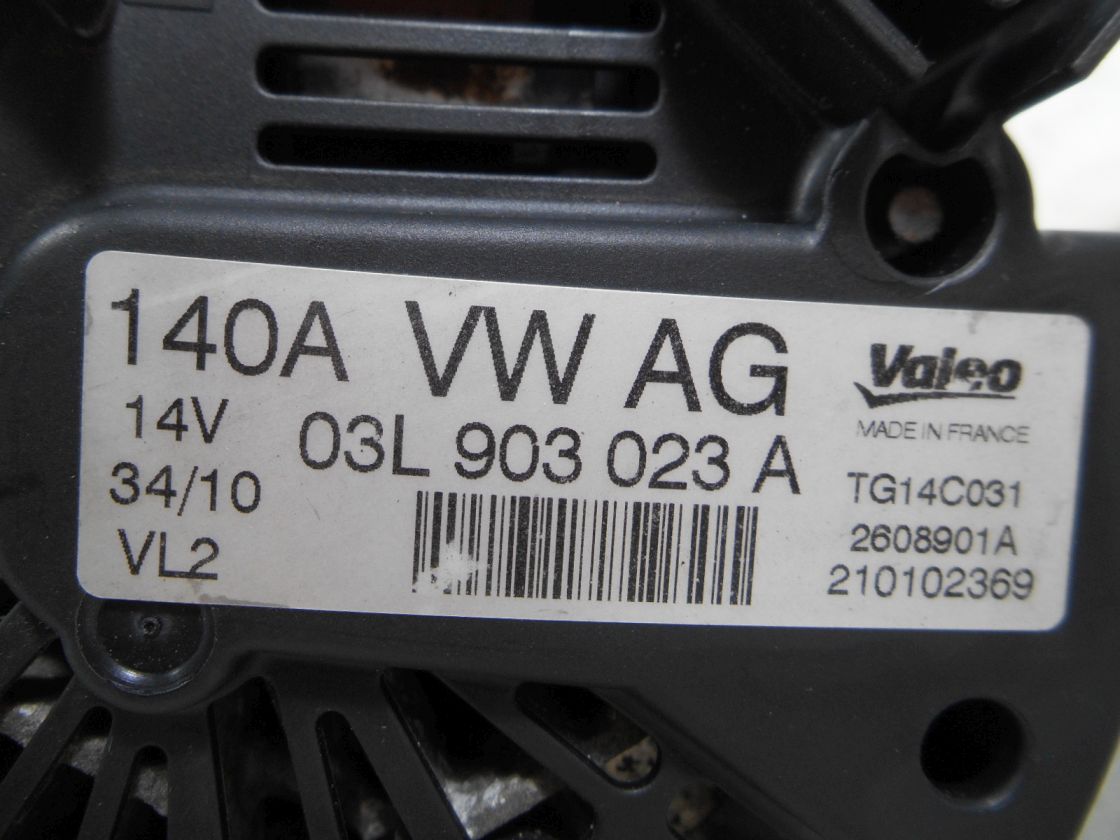 140A VW AG
14V
03L 903 023 A
34/10
VL2
Valeo
MADE IN FRANCE
TG14C031
2608901A
210102369